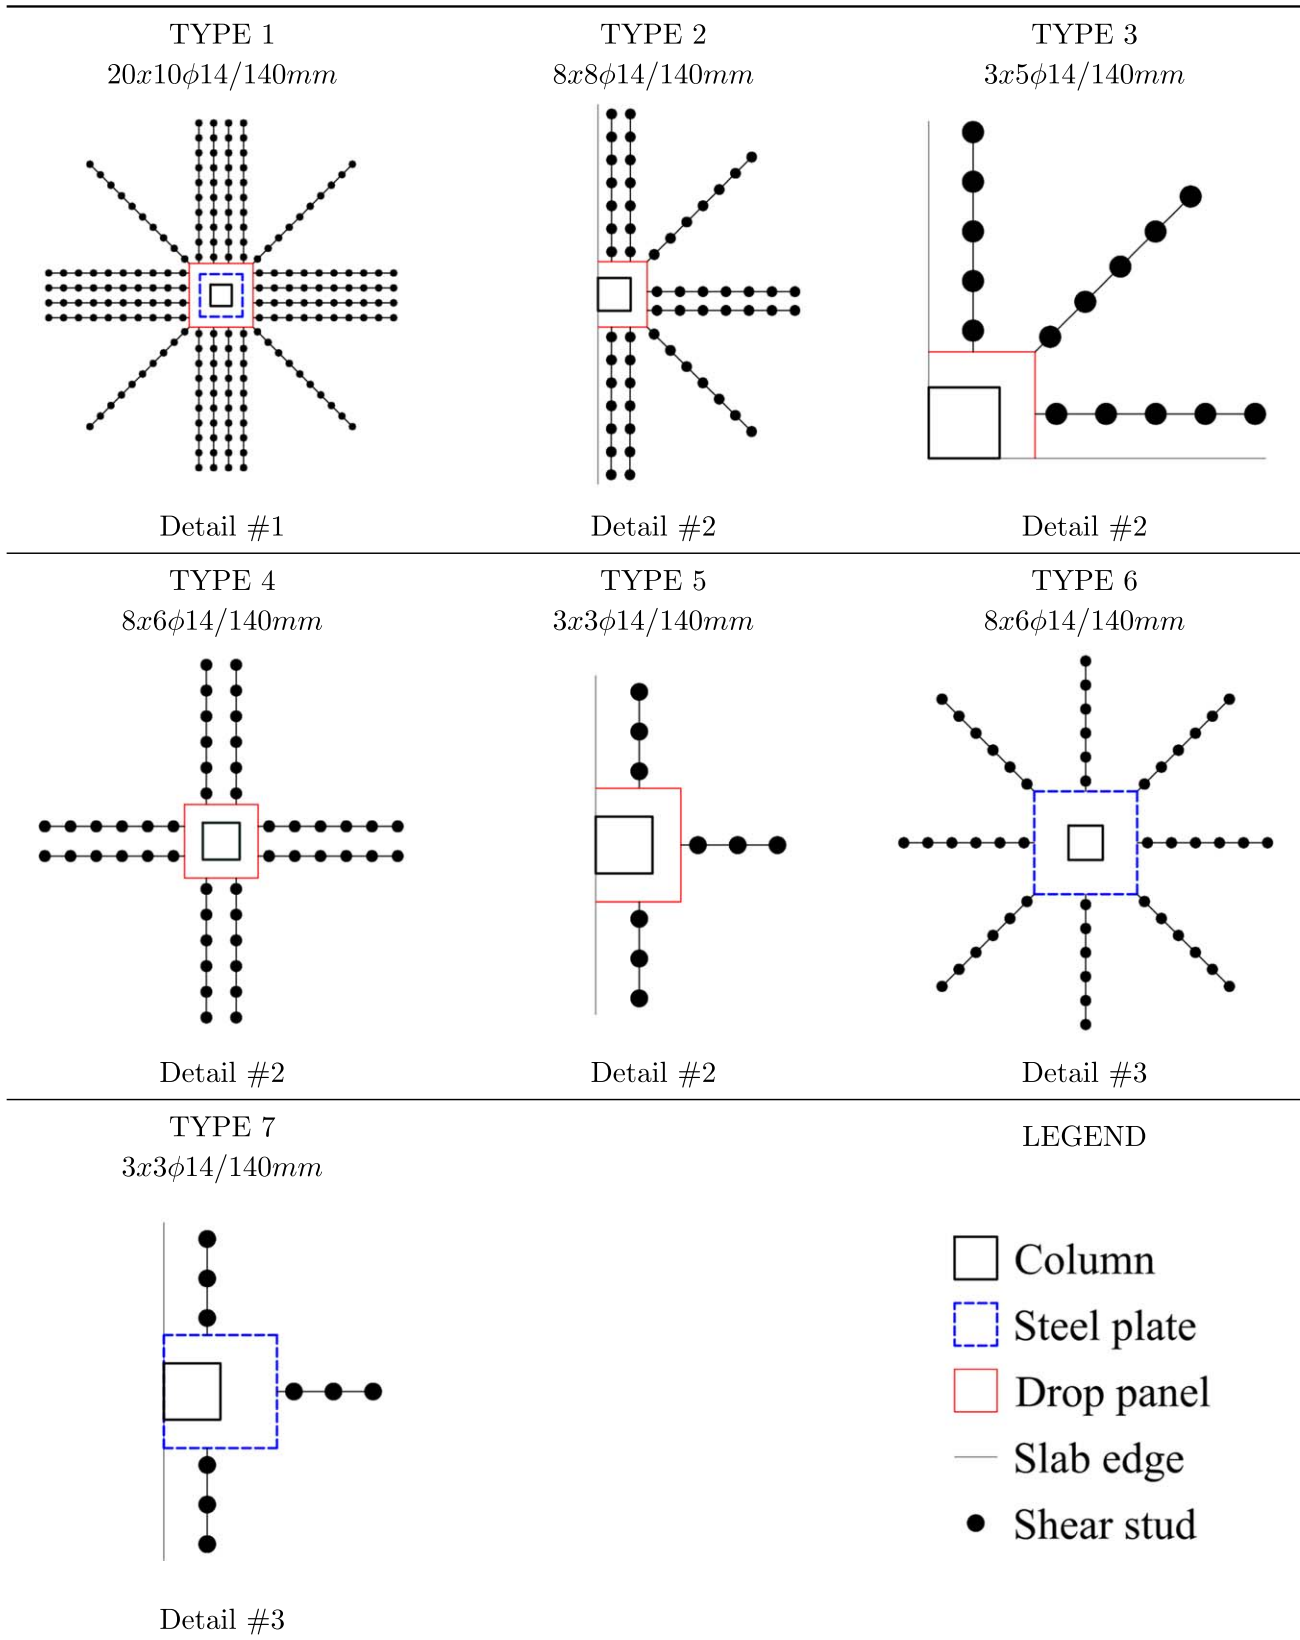 TYPE 1
20x10ϕ14/140mm
Detail #1
TYPE 2
8x8ϕ14/140mm
Detail #2
TYPE 3
3x5ϕ14/140mm
Detail #2
TYPE 4
8x6ϕ14/140mm
Detail #2
TYPE 5
3x3ϕ14/140mm
Detail #2
TYPE 6
8x6ϕ14/140mm
Detail #3
TYPE 7
3x3ϕ14/140mm
Detail #3
LEGEND
Column
Steel plate
Drop panel
Slab edge
Shear stud